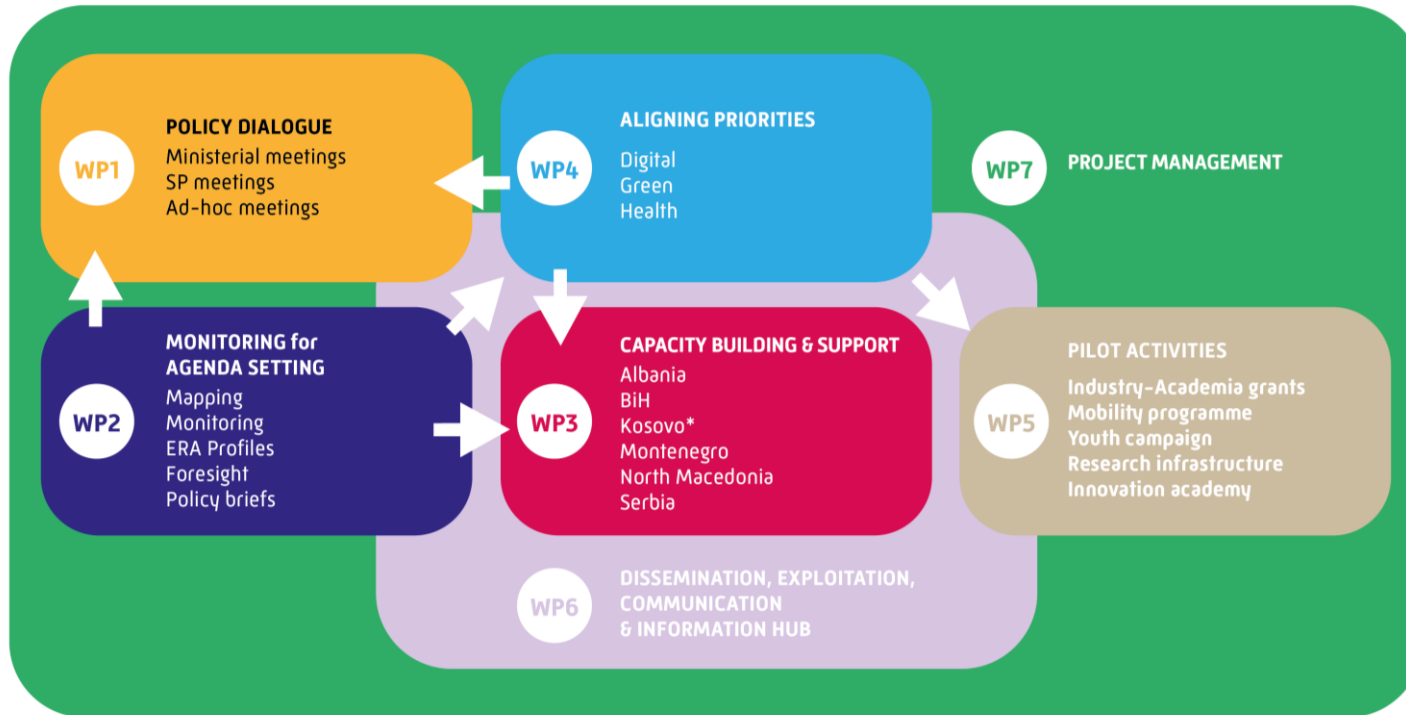 WP1
POLICY DIALOGUE
Ministerial meetings
SP meetings
Ad-hoc meetings
WP4
ALIGNING PRIORITIES
Digital
Green
Health
WP7
PROJECT MANAGEMENT
WP2
MONITORING for
AGENDA SETTING
Mapping
Monitoring
ERA Profiles
Foresight
Policy briefs
WP3
CAPACITY BUILDING & SUPPORT
Albania
BiH
Kosovo*
Montenegro
North Macedonia
Serbia
WP5
PILOT ACTIVITIES
Industry-Academia grants
Mobility programme
Youth campaign
Research infrastructure
Innovation academy
WP6
DISSEMINATION, EXPLOITATION,
COMMUNICATION
& INFORMATION HUB